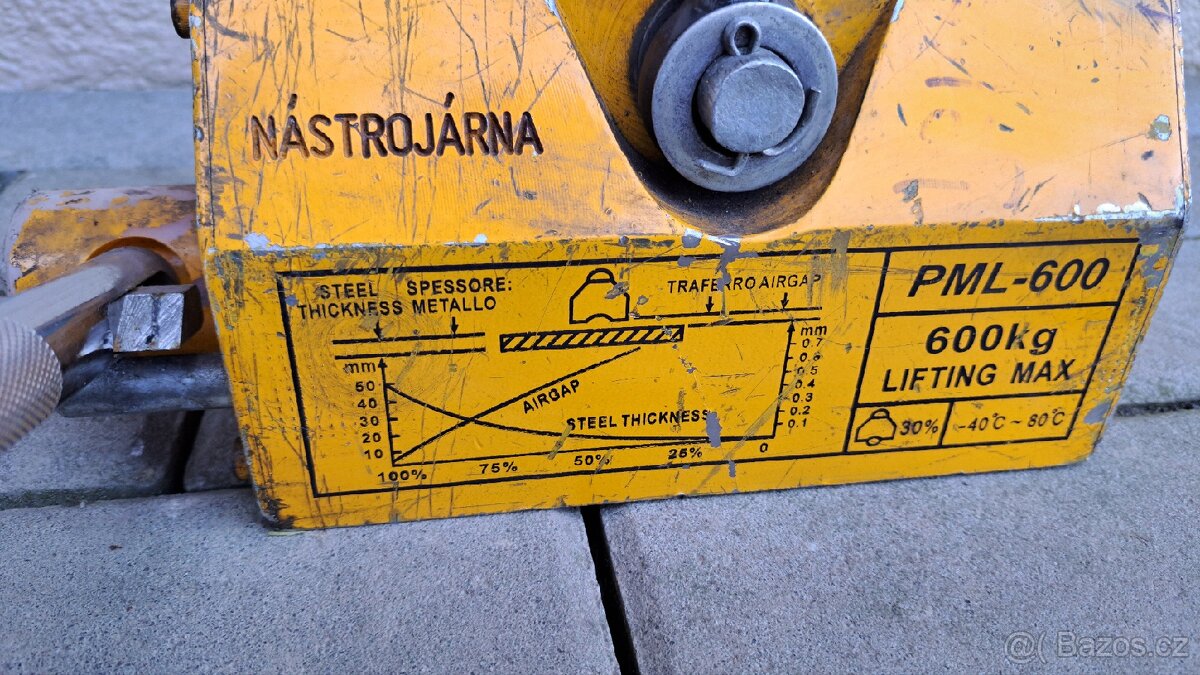 NÁSTROJÁRNA
STEEL SPESSORE:
THICKNESS METALLO
TRAFERRO AIRGAP
mm
50
40
30
20
10
AIRGAP
STEEL THICKNESS
mm
0.7
0.6
0.5
0.4
0.3
0.2
0.1
100% 75% 50% 25% 0
PML-600
600kg
LIFTING MAX
30%
-40°C ~ 80°C
@( Bazos.cz